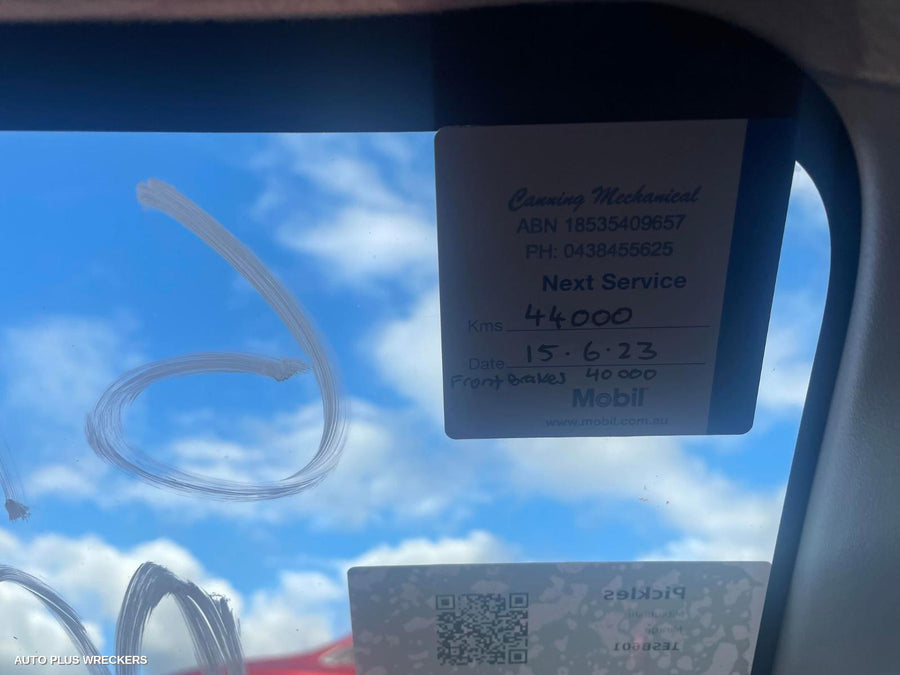 Canning Mechanical
ABN 18535409657
PH: 0438455625
Next Service
Kms 44000
Date 15.6.23
Front Brakes 40000
Mobil
www.mobil.com.au
Pickles
1ESB601
AUTO PLUS WRECKERS